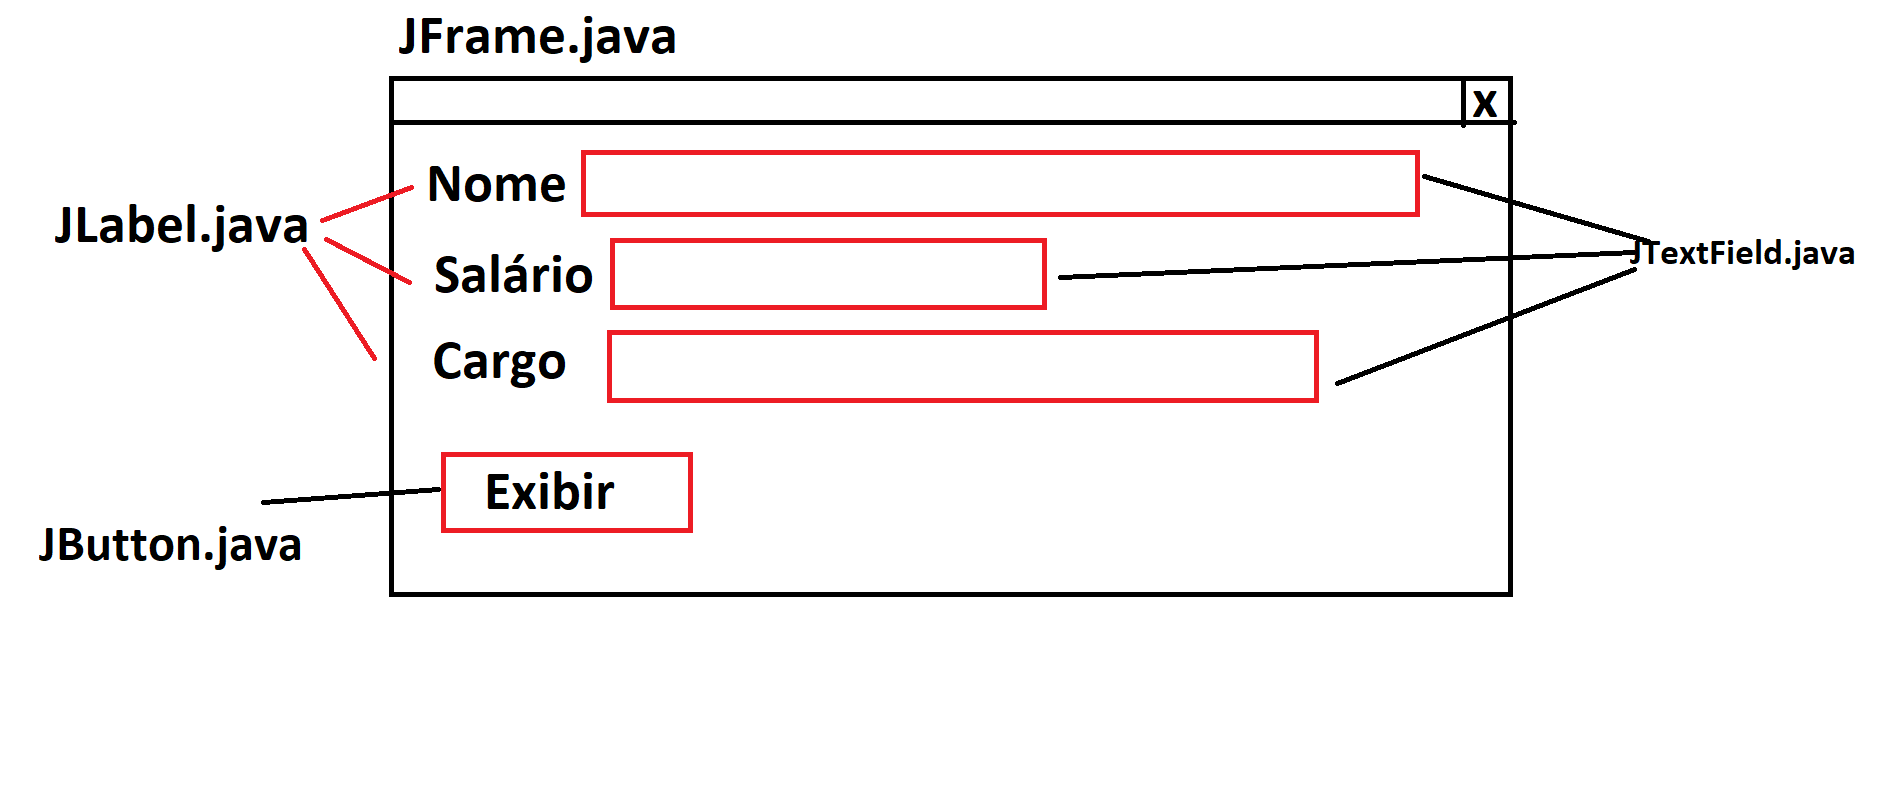 JFrame.java
X
Nome
JLabel.java
JTextField.java
Salário
Cargo
Exibir
JButton.java